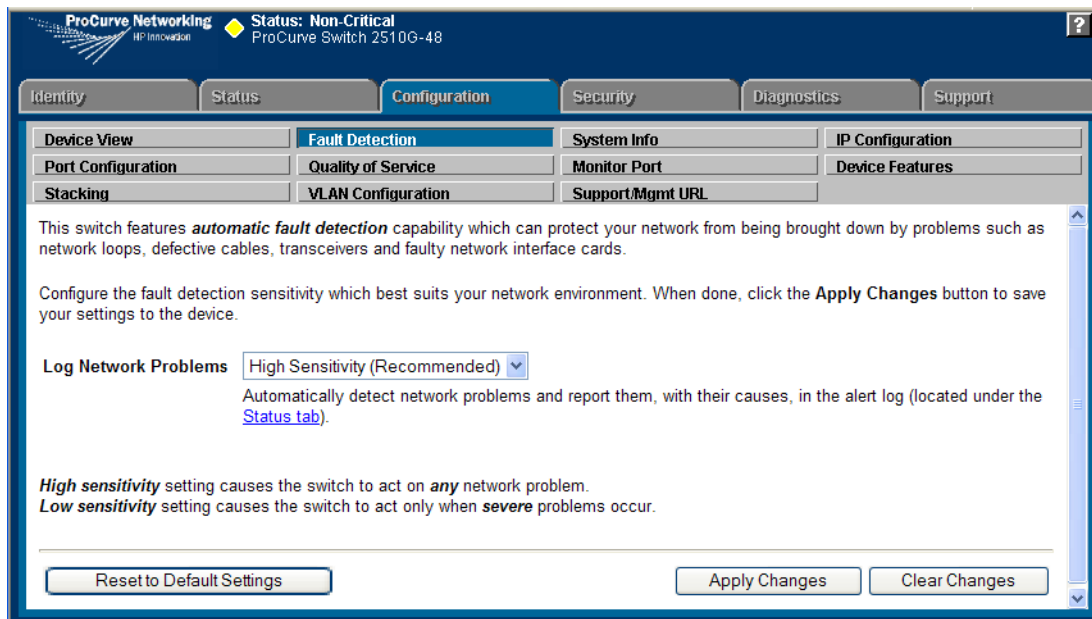 ProCurve Networking
HP Innovation
Status: Non-Critical
ProCurve Switch 2510G-48
?
Identity
Status
Configuration
Security
Diagnostics
Support
Device View
Fault Detection
System Info
IP Configuration
Port Configuration
Quality of Service
Monitor Port
Device Features
Stacking
VLAN Configuration
Support/Mgmt URL
This switch features automatic fault detection capability which can protect your network from being brought down by problems such as
network loops, defective cables, transceivers and faulty network interface cards.
Configure the fault detection sensitivity which best suits your network environment. When done, click the Apply Changes button to save
your settings to the device.
Log Network Problems
High Sensitivity (Recommended)
Automatically detect network problems and report them, with their causes, in the alert log (located under the
Status tab).
High sensitivity setting causes the switch to act on any network problem.
Low sensitivity setting causes the switch to act only when severe problems occur.
Reset to Default Settings
Apply Changes
Clear Changes